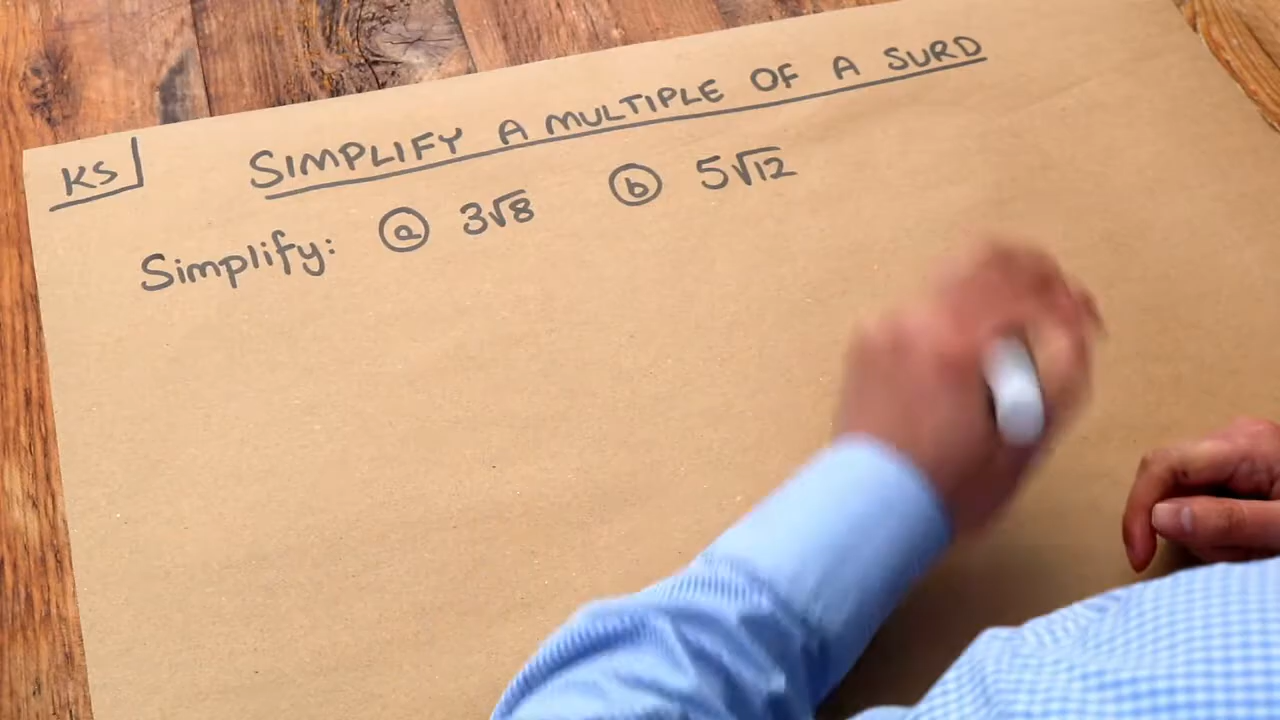 KS SIMPLIFY A MULTIPLE OF A SURD
Simplify: ⓐ 3√8 ⓑ 5√12